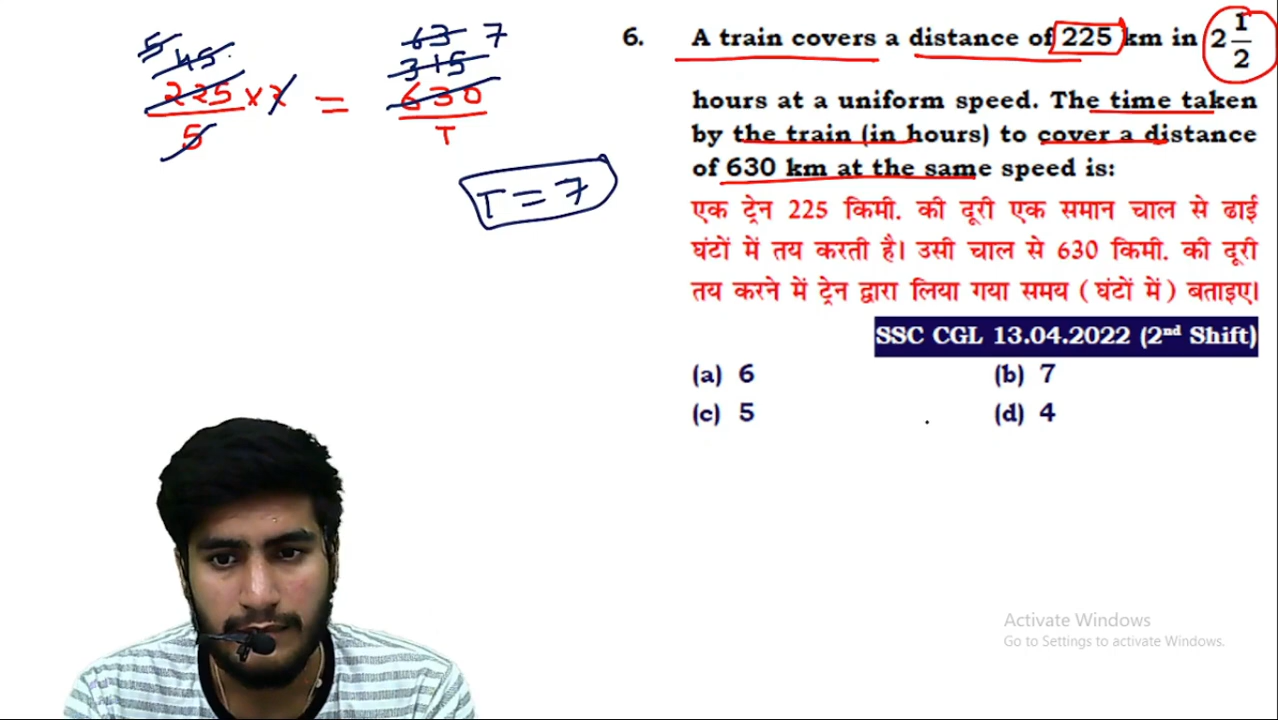 5
45
225 × 2 = 630
5
63 7
315
T
T = 7
6. A train covers a distance of 225 km in 2 1/2
hours at a uniform speed. The time taken
by the train (in hours) to cover a distance
of 630 km at the same speed is:
एक ट्रेन 225 किमी. की दूरी एक समान चाल से ढाई
घंटों में तय करती है। उसी चाल से 630 किमी. की दूरी
तय करने में ट्रेन द्वारा लिया गया समय (घंटों में) बताइए।
SSC CGL 13.04.2022 (2nd Shift)
(a) 6 (b) 7
(c) 5 (d) 4
Activate Windows
Go to Settings to activate Windows.